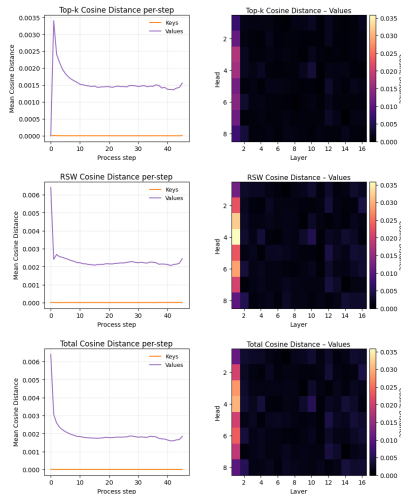 Top-k Cosine Distance per-step
Mean Cosine Distance
0.0035
0.0030
0.0025
0.0020
0.0015
0.0010
0.0005
0.0000
Keys
Values
0 10 20 30 40
Process step
Top-k Cosine Distance – Values
Head
2
4
6
8
2 4 6 8 10 12 14 16
Layer
0.035
0.030
0.025
0.020
0.015
0.010
0.005
0.000
RSW Cosine Distance per-step
Mean Cosine Distance
0.006
0.005
0.004
0.003
0.002
0.001
0.000
Keys
Values
0 10 20 30 40
Process step
RSW Cosine Distance – Values
Head
2
4
6
8
2 4 6 8 10 12 14 16
Layer
0.035
0.030
0.025
0.020
0.015
0.010
0.005
0.000
Total Cosine Distance per-step
Mean Cosine Distance
0.006
0.005
0.004
0.003
0.002
0.001
0.000
Keys
Values
0 10 20 30 40
Process step
Total Cosine Distance – Values
Head
2
4
6
8
2 4 6 8 10 12 14 16
Layer
0.035
0.030
0.025
0.020
0.015
0.010
0.005
0.000